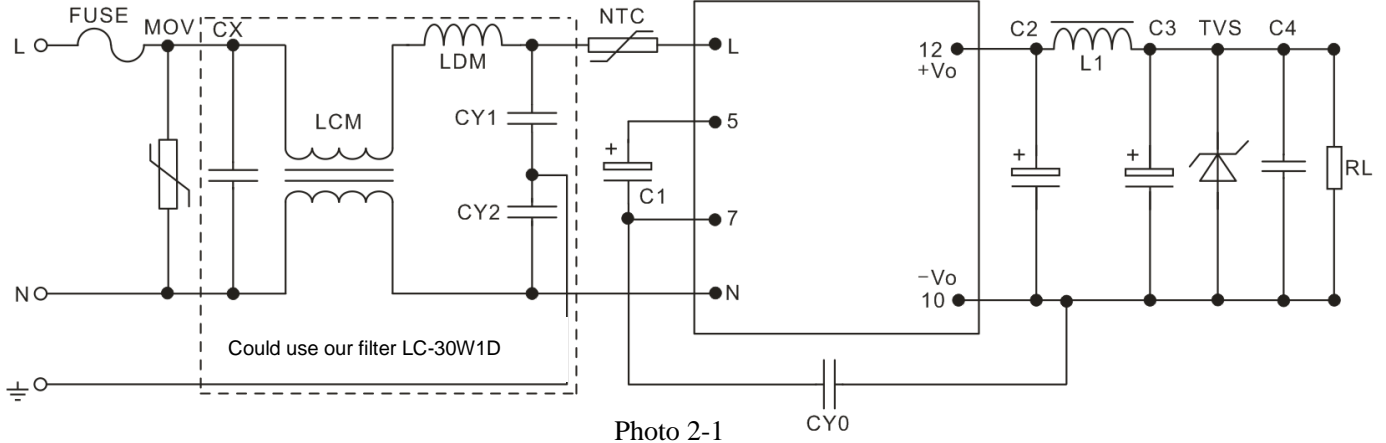 FUSE
MOV
CX
NTC
L
L
LDM
LCM
CY1
CY2
+
C1
5
7
N
N
12
+Vo
−Vo
10
C2
L1
C3
TVS
C4
+
+
RL
Could use our filter LC-30W1D
CY0
Photo 2-1